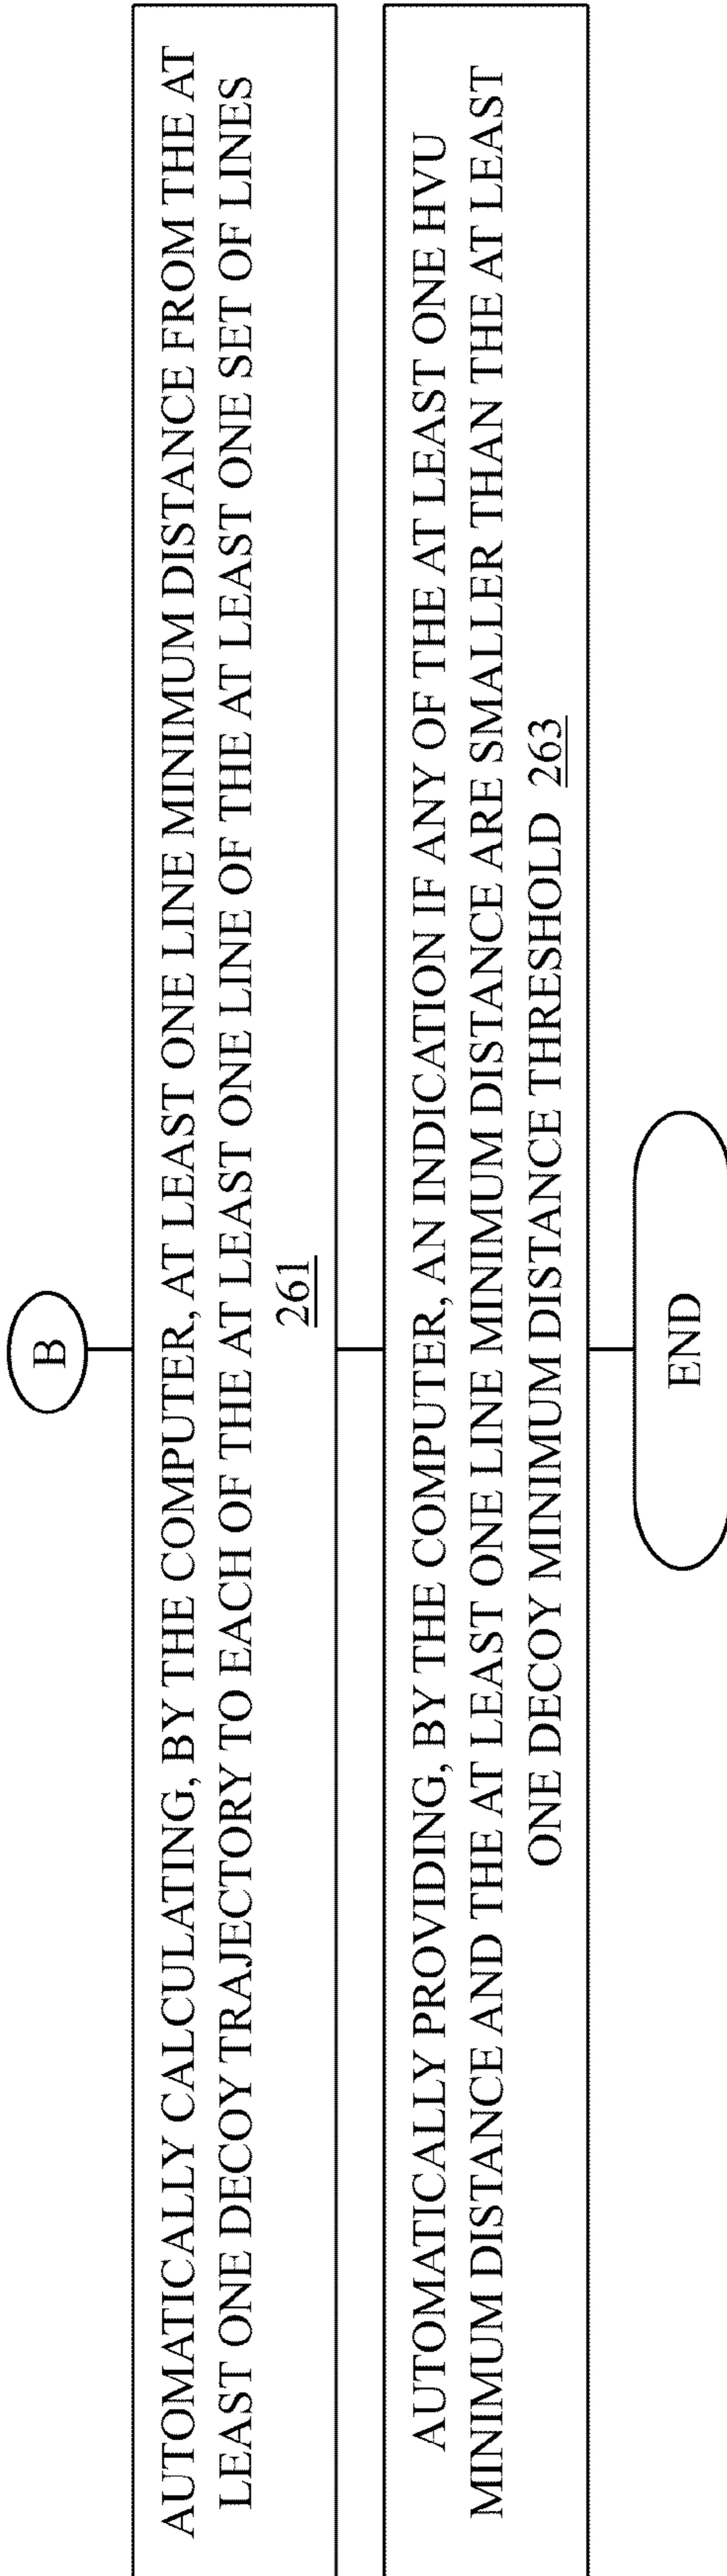 B
AUTOMATICALLY CALCULATING, BY THE COMPUTER, AT LEAST ONE LINE MINIMUM DISTANCE FROM THE AT
LEAST ONE DECOY TRAJECTORY TO EACH OF THE AT LEAST ONE LINE OF THE AT LEAST ONE SET OF LINES
261
AUTOMATICALLY PROVIDING, BY THE COMPUTER, AN INDICATION IF ANY OF THE AT LEAST ONE HVU
MINIMUM DISTANCE AND THE AT LEAST ONE LINE MINIMUM DISTANCE ARE SMALLER THAN THE AT LEAST
ONE DECOY MINIMUM DISTANCE THRESHOLD 263
END